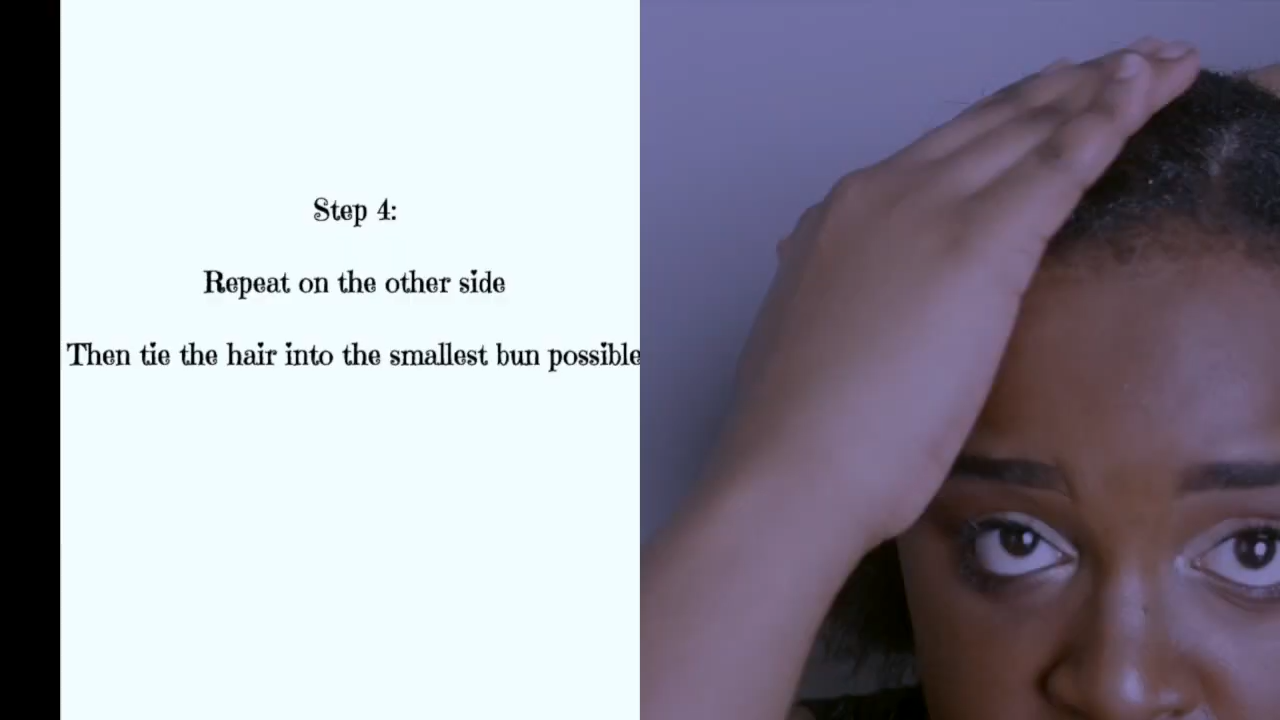 Step 4:
Repeat on the other side
Then tie the hair into the smallest bun possible